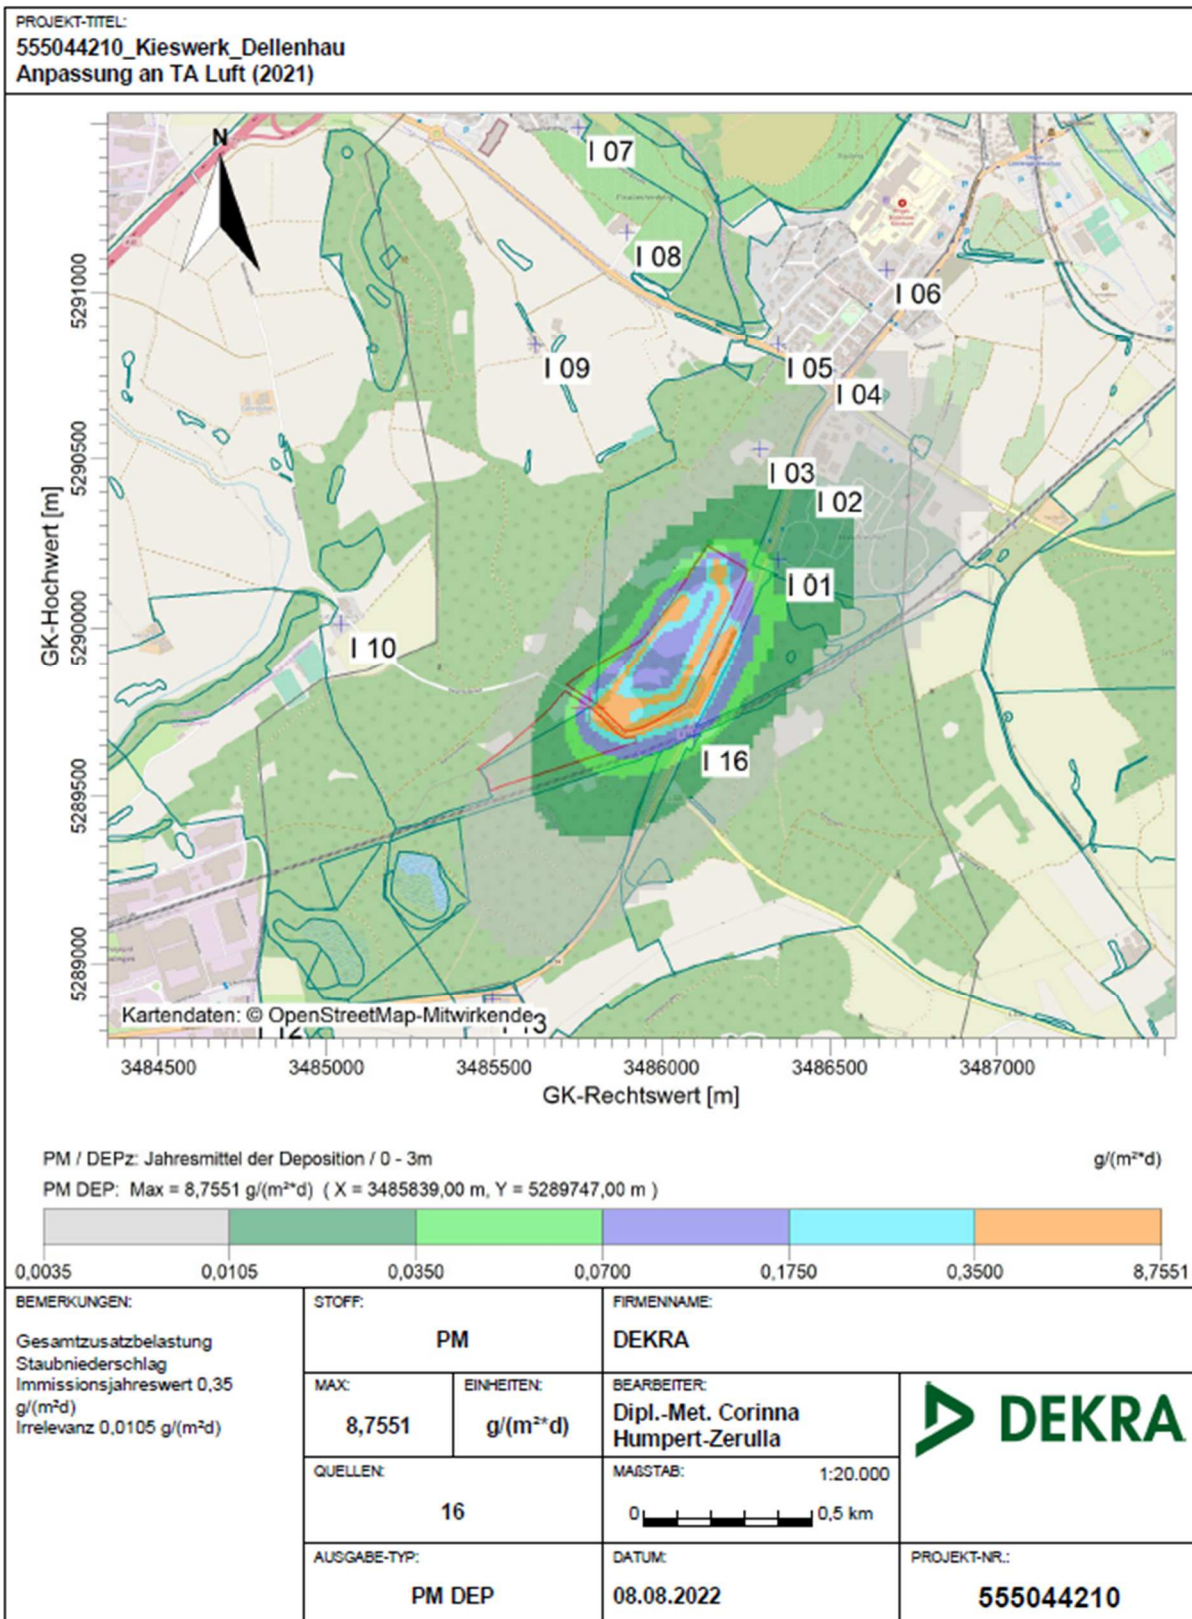 PROJEKT-TITEL:
555044210_Kieswerk_Dellenhau
Anpassung an TA Luft (2021)
N
I 07
I 08
I 06
I 09
I 05
I 04
I 03
I 02
I 01
I 10
I 16
I 12
I 13
Kartendaten: © OpenStreetMap-Mitwirkende
GK-Hochwert [m]
5291000
5290500
5290000
5289500
5289000
3484500
3485000
3485500
3486000
3486500
3487000
GK-Rechtswert [m]
PM / DEPz: Jahresmittel der Deposition / 0 - 3m
g/(m²*d)
PM DEP: Max = 8,7551 g/(m²*d) ( X = 3485839,00 m, Y = 5289747,00 m )
0,0035
0,0105
0,0350
0,0700
0,1750
0,3500
8,7551
BEMERKUNGEN:
Gesamtzusatzbelastung
Staubniederschlag
Immissionsjahreswert 0,35
g/(m²d)
Irrelevanz 0,0105 g/(m²d)
STOFF:
PM
FIRMENNAME:
DEKRA
MAX:
8,7551
EINHEITEN:
g/(m²*d)
BEARBEITER:
Dipl.-Met. Corinna
Humpert-Zerulla
DEKRA
QUELLEN:
16
MAßSTAB:
1:20.000
0
0,5 km
AUSGABE-TYP:
PM DEP
DATUM:
08.08.2022
PROJEKT-NR.:
555044210